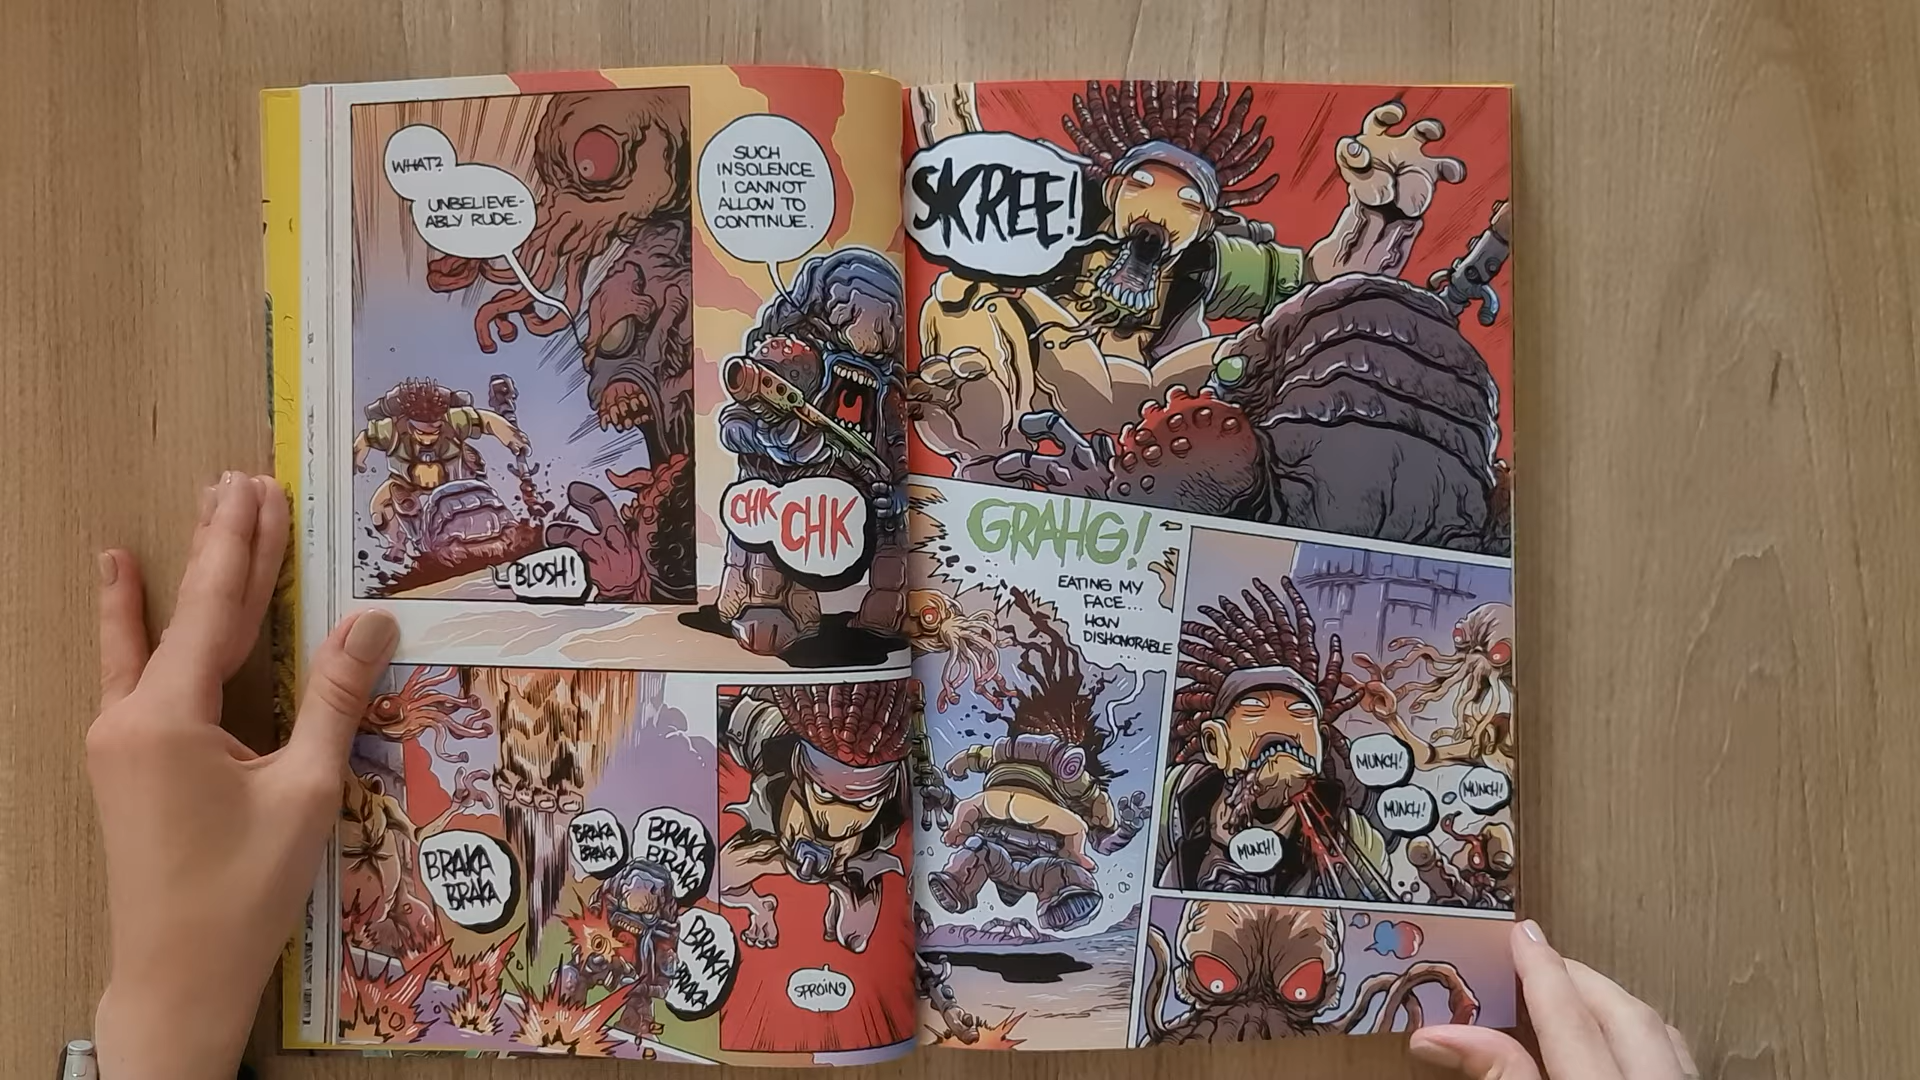 WHAT?
UNBELIEVE-
ABLY RUDE.
SUCH
INSOLENCE
I CANNOT
ALLOW TO
CONTINUE.
CHK
CHK
BLOSH!
BRAKA
BRAKA
BRAKA
BRAKA
BRAKA
BRAKA
BRAKA
BRAKA
SPROING
SKREE!
GRAHG!
EATING MY
FACE...
HOW
DISHONORABLE
...
MUNCH!
MUNCH!
MUNCH!
MUNCH!